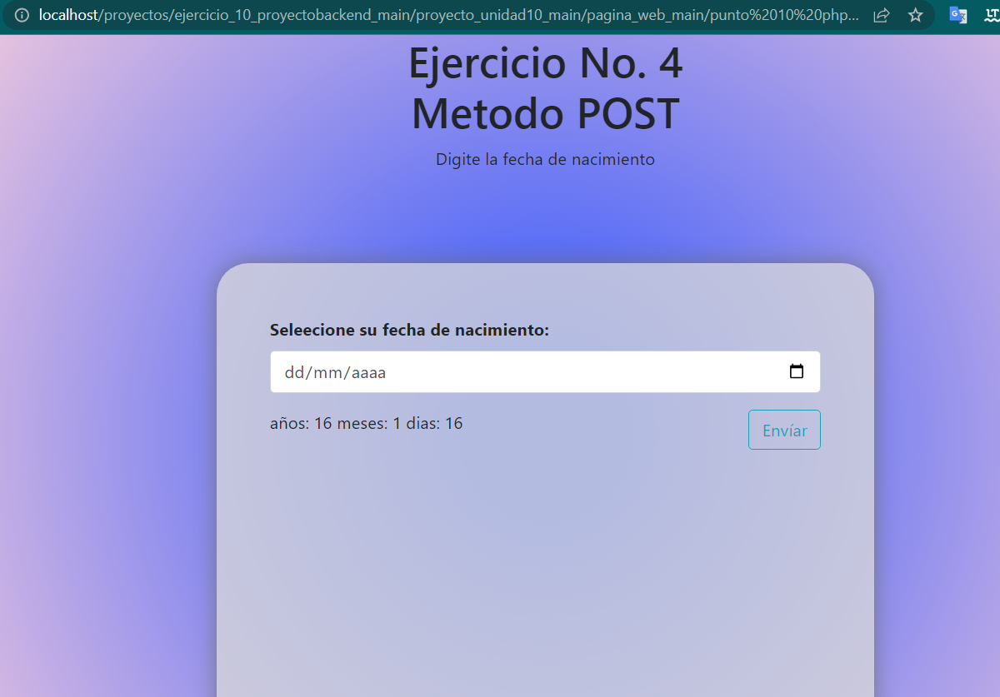 localhost/proyectos/ejercicio_10_proyectobackend_main/proyecto_unidad10_main/pagina_web_main/punto%2010%20php...
Ejercicio No. 4
Metodo POST
Digite la fecha de nacimiento
Seleecione su fecha de nacimiento:
dd/mm/aaaa
años: 16 meses: 1 dias: 16
Envíar